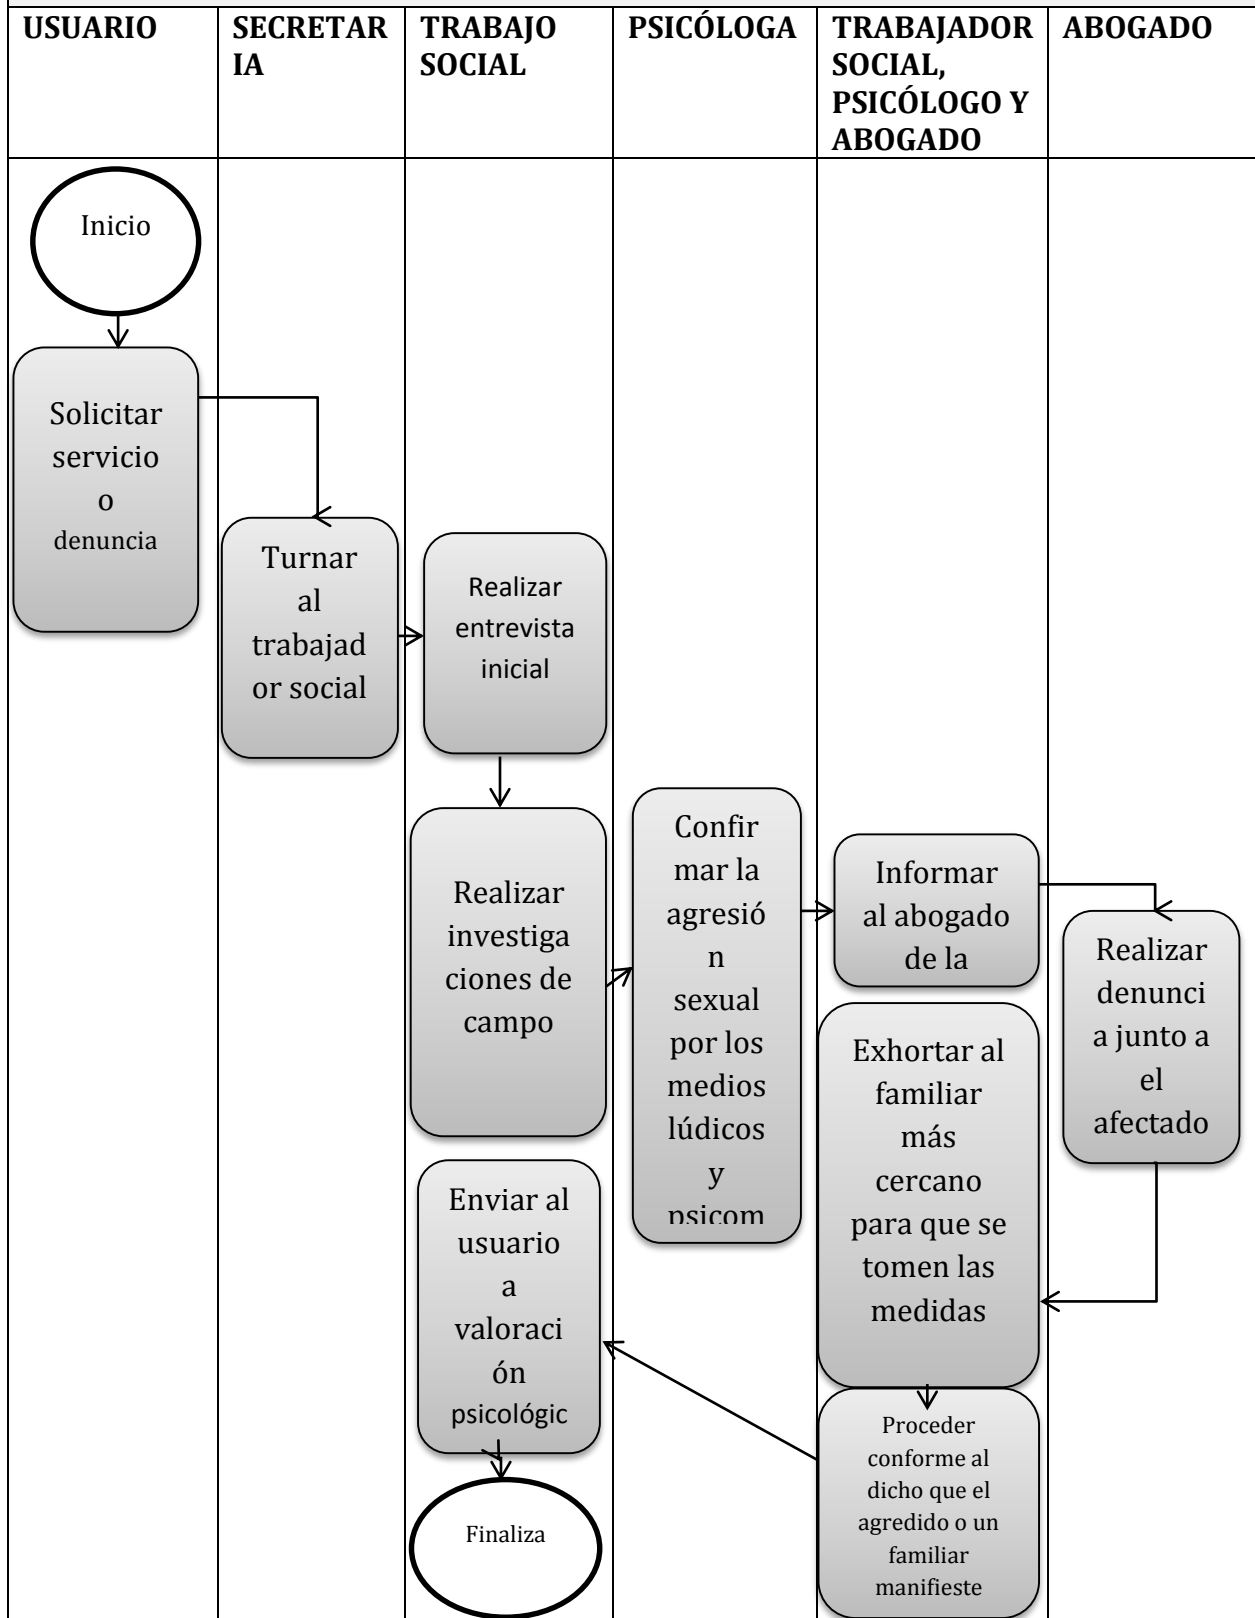 USUARIO
SECRETAR
IA
TRABAJO
SOCIAL
PSICÓLOGA
TRABAJADOR
SOCIAL,
PSICÓLOGO Y
ABOGADO
ABOGADO
Inicio
Solicitar
servicio
o
denuncia
Turnar
al
trabajad
or social
Realizar
entrevista
inicial
Realizar
investiga
ciones de
campo
Confir
mar la
agresió
n
sexual
por los
medios
lúdicos
y
psicom
Informar
al abogado
de la
Realizar
denunci
a junto a
el
afectado
Exhortar al
familiar
más
cercano
para que se
tomen las
medidas
Proceder
conforme al
dicho que el
agredido o un
familiar
manifieste
Enviar al
usuario
a
valoraci
ón
psicológic
Finaliza